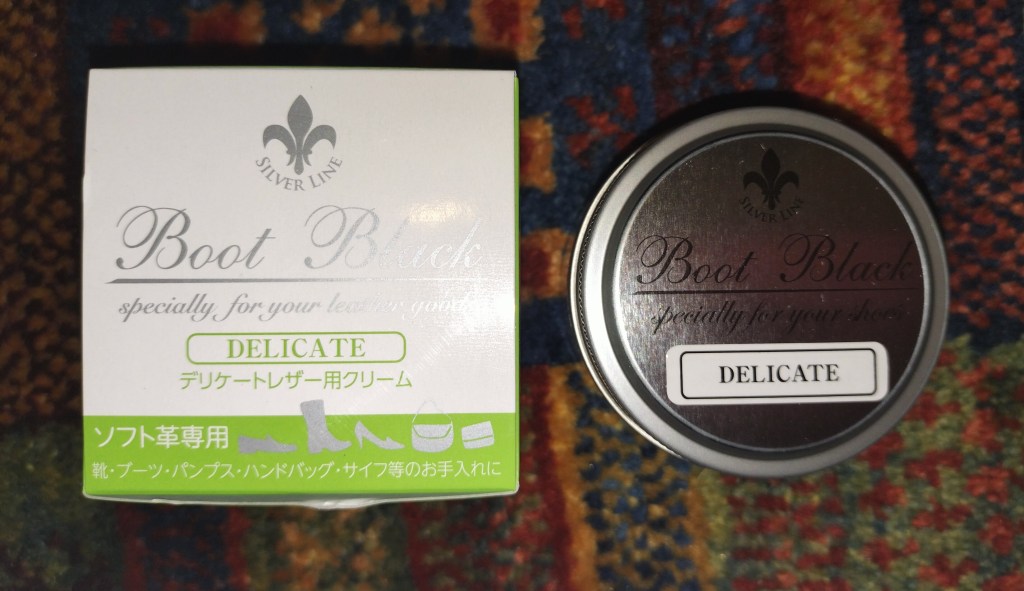 SILVER LINE
Boot Black
specially for your leather goods
DELICATE
デリケートレザー用クリーム
ソフト革専用
靴・ブーツ・パンプス・ハンドバッグ・サイフ等のお手入れに
SILVER LINE
Boot Black
specially for your shoes
DELICATE